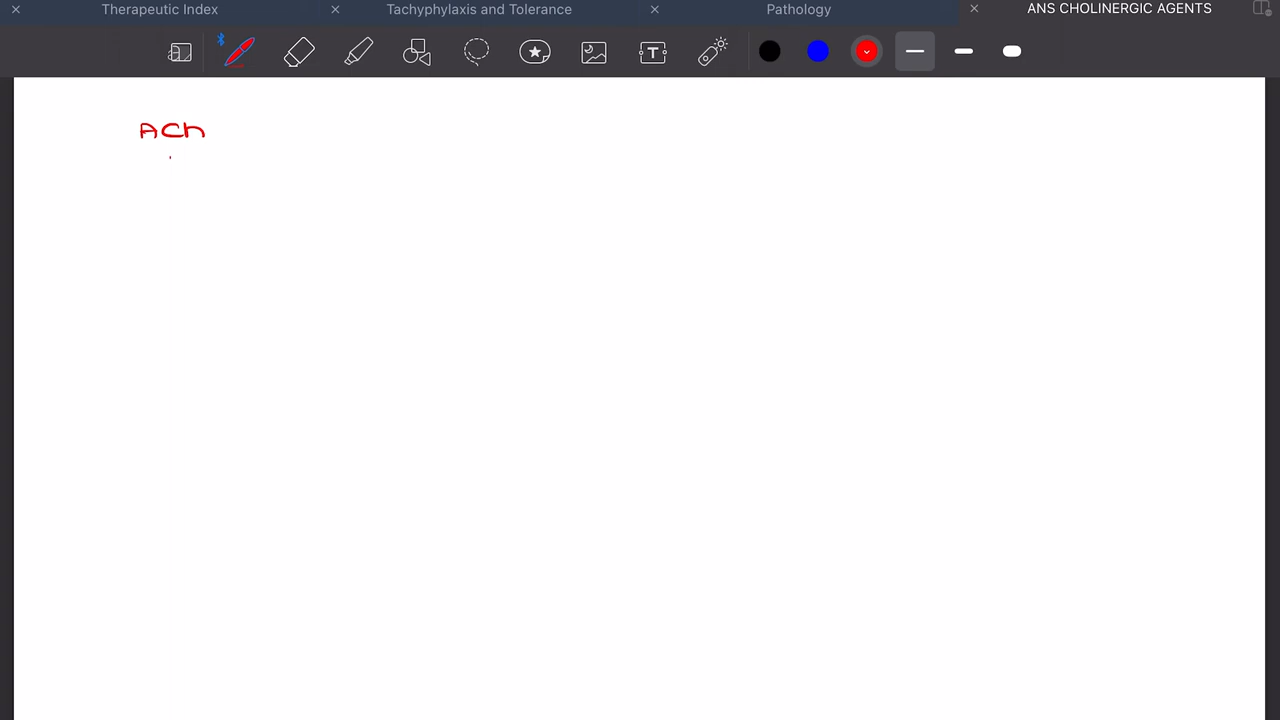 Therapeutic Index Tachyphylaxis and Tolerance Pathology ANS CHOLINERGIC AGENTS
T
ACh